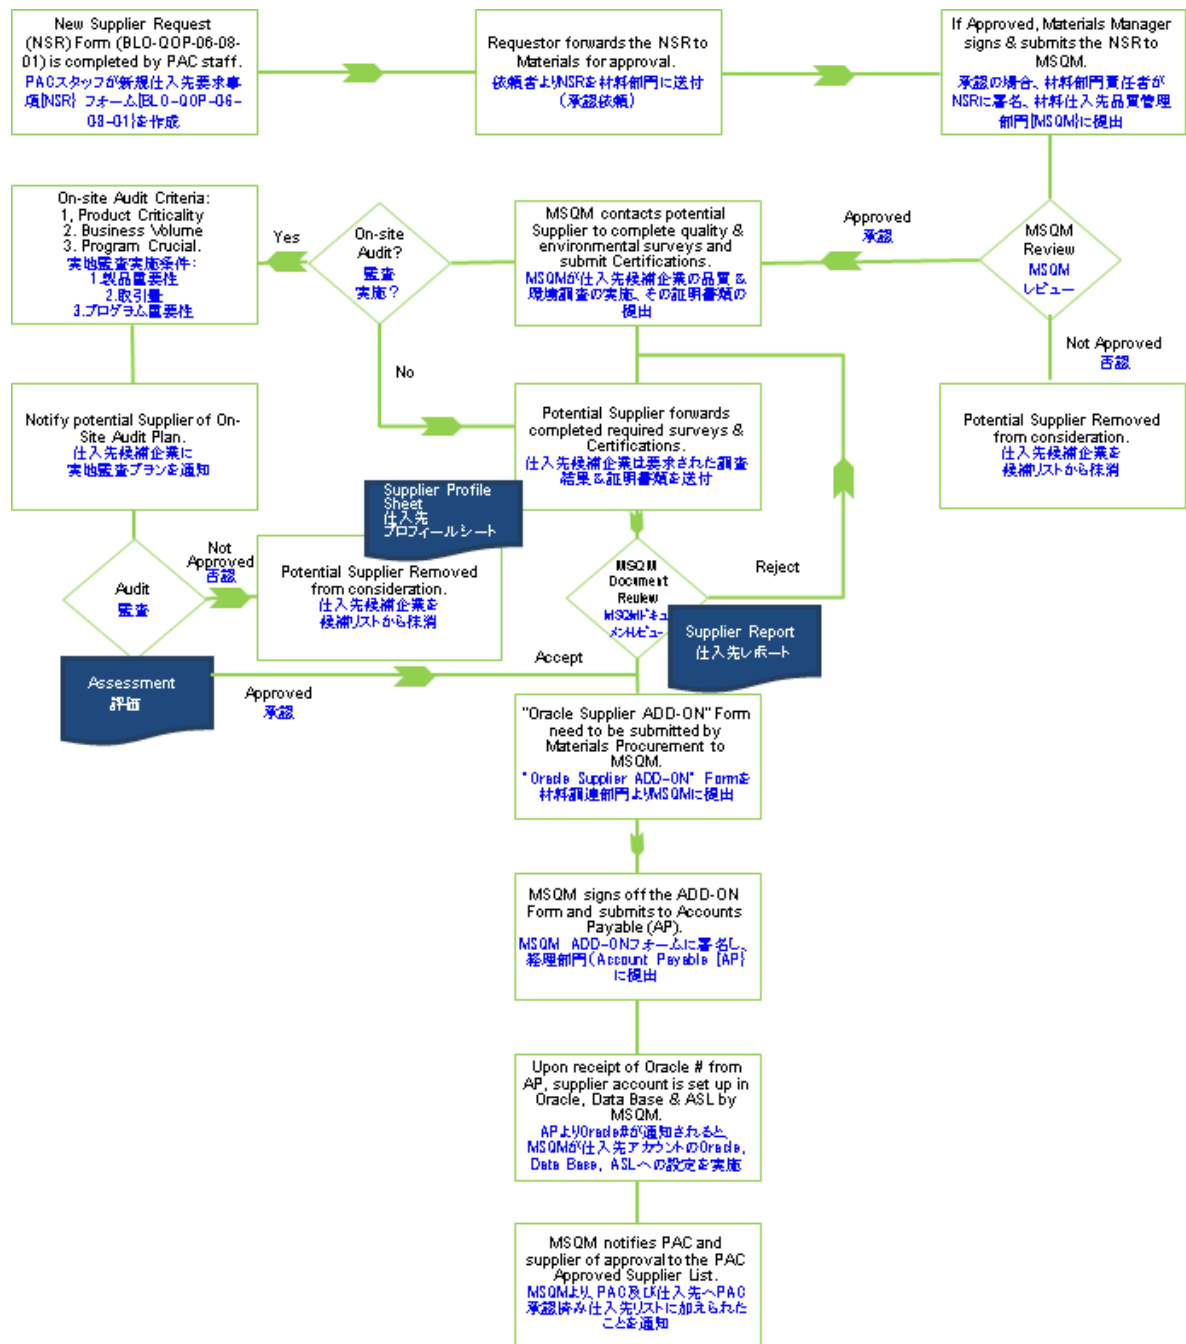 New Supplier Request
(NSR) Form (BLO-QOP-06-08-
01) is completed by PAC staff.
PACスタッフが新規仕入先要求事
項[NSR} フォーム[BLO-QOP-06-
08-01}を作成
Requestor forwards the NSR to
Materials for approval.
依頼者よりNSRを材料部門に送付
(承認依頼)
If Approved, Materials Manager
signs & submits the NSR to
MSQM.
承認の場合、材料部門責任者が
NSRに署名、材料仕入先品質管理
部門[MSQM}に提出
MSQM
Review
MSQM
レビュー
Approved
承認
Not Approved
否認
Potential Supplier Removed
from consideration.
仕入先候補企業を
候補リストから抹消
MSQM contacts potential
Supplier to complete quality &
environmental surveys and
submit Certifications.
MSQMが仕入先候補企業の品質&
環境調査の実施、その証明書類の
提出
On-site
Audit?
監査
実施?
Yes
No
On-site Audit Criteria:
1, Product Criticality
2. Business Volume
3. Program Crucial.
実地監査実施条件:
1.製品重要性
2.取引量
3.プログラム重要性
Notify potential Supplier of On-
Site Audit Plan.
仕入先候補企業に
実地監査プランを通知
Potential Supplier forwards
completed required surveys &
Certifications.
仕入先候補企業は要求された調査
結果&証明書類を送付
Supplier Profile
Sheet
仕入先
プロフィールシート
Audit
監査
Not
Approved
否認
Potential Supplier Removed
from consideration.
仕入先候補企業を
候補リストから抹消
MSQM
Document
Review
MSQMドキュ
メントレビュー
Reject
Supplier Report
仕入先レポート
Accept
Assessment
評価
Approved
承認
"Oracle Supplier ADD-ON" Form
need to be submitted by
Materials Procurement to
MSQM.
"Oracle Supplier ADD-ON" Formを
材料調達部門よりMSQMに提出
MSQM signs off the ADD-ON
Form and submits to Accounts
Payable (AP).
MSQM ADD-ONフォームに署名し、
経理部門(Account Payable [AP}
に提出
Upon receipt of Oracle # from
AP, supplier account is set up in
Oracle, Data Base & ASL by
MSQM.
APよりOracle#が通知されると、
MSQMが仕入先アカウントのOracle,
Data Base, ASLへの設定を実施
MSQM notifies PAC and
supplier of approval to the PAC
Approved Supplier List.
MSQMより、PAC及び仕入先へPAC
承認済み仕入先リストに加えられた
ことを通知